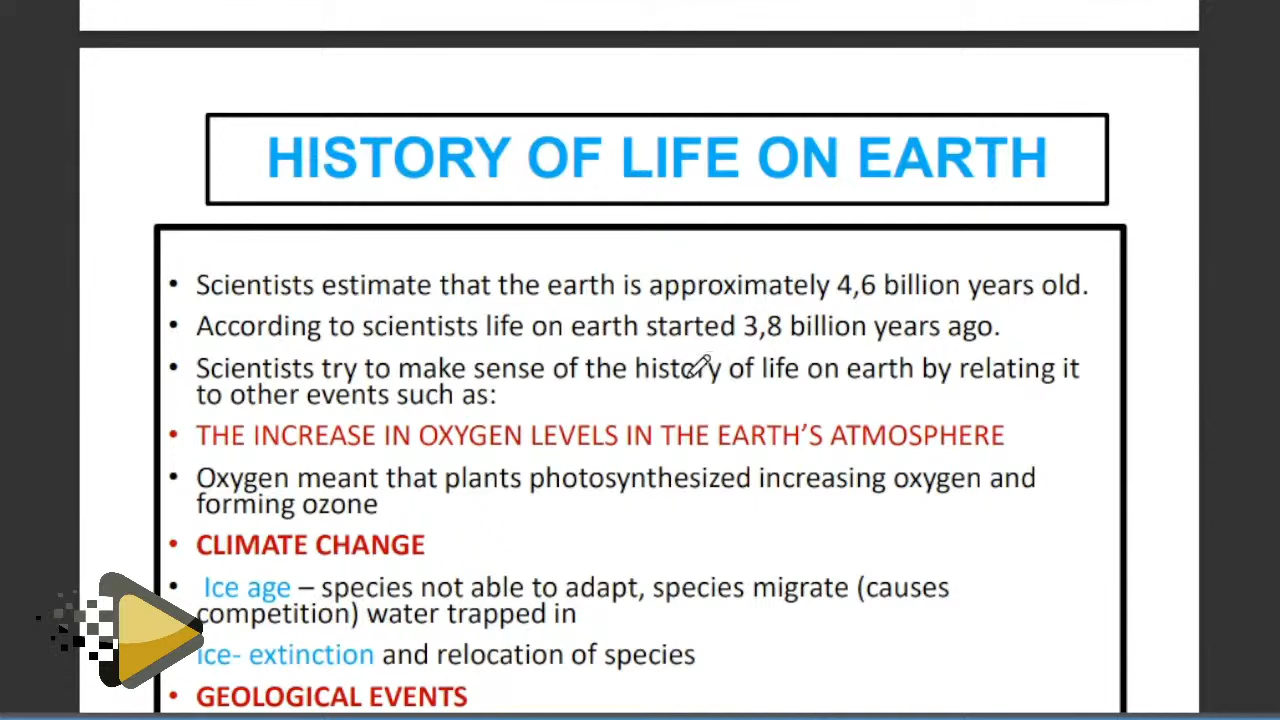 HISTORY OF LIFE ON EARTH
• Scientists estimate that the earth is approximately 4,6 billion years old.
• According to scientists life on earth started 3,8 billion years ago.
• Scientists try to make sense of the history of life on earth by relating it
to other events such as:
• THE INCREASE IN OXYGEN LEVELS IN THE EARTH’S ATMOSPHERE
• Oxygen meant that plants photosynthesized increasing oxygen and
forming ozone
• CLIMATE CHANGE
• Ice age – species not able to adapt, species migrate (causes
competition) water trapped in
Ice- extinction and relocation of species
• GEOLOGICAL EVENTS